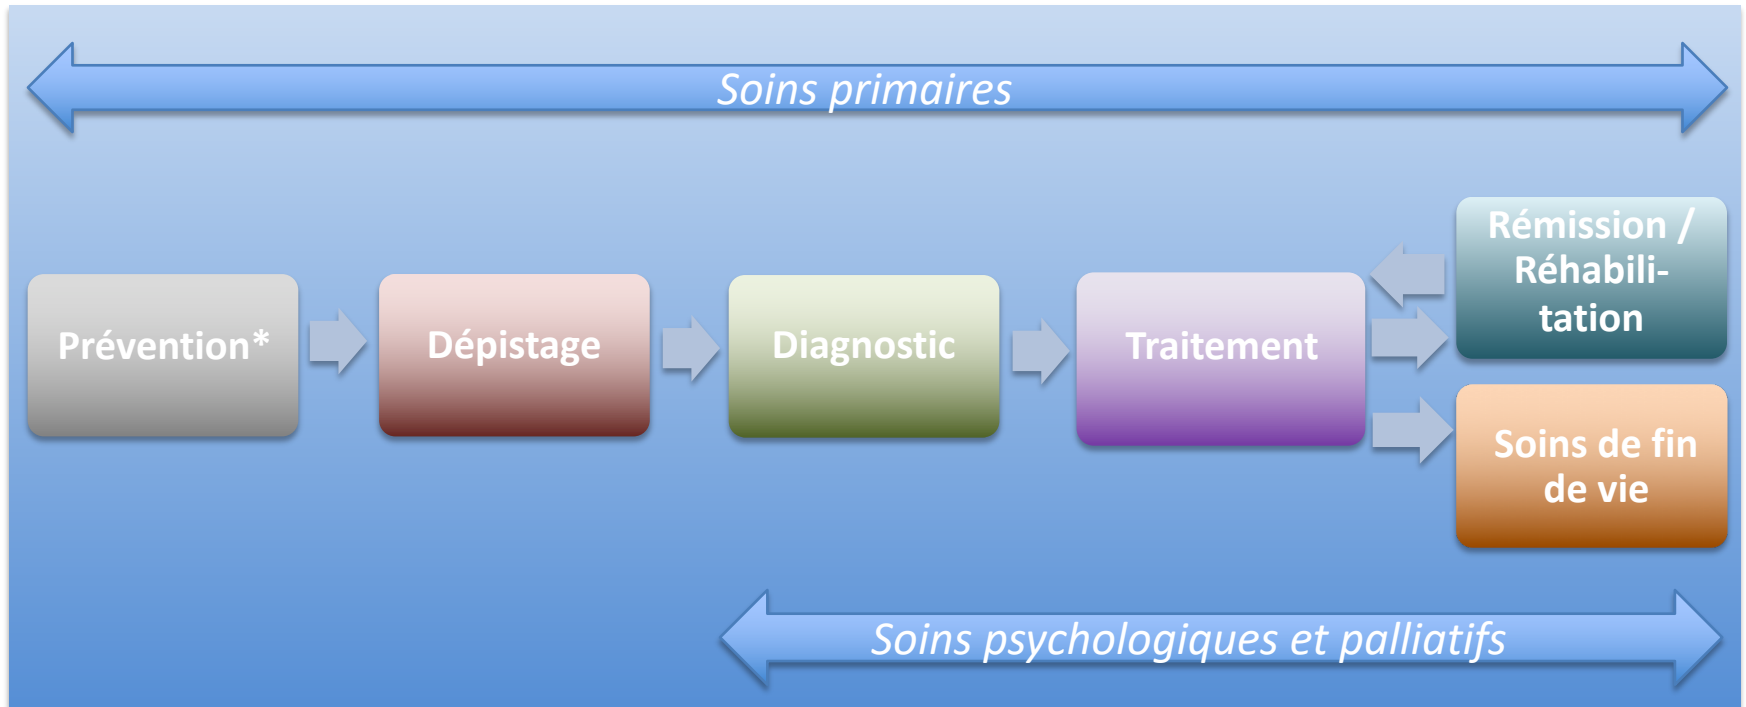 Soins primaires
Prévention*
Dépistage
Diagnostic
Traitement
Rémission /
Réhabili-
tation
Soins de fin
de vie
Soins psychologiques et palliatifs